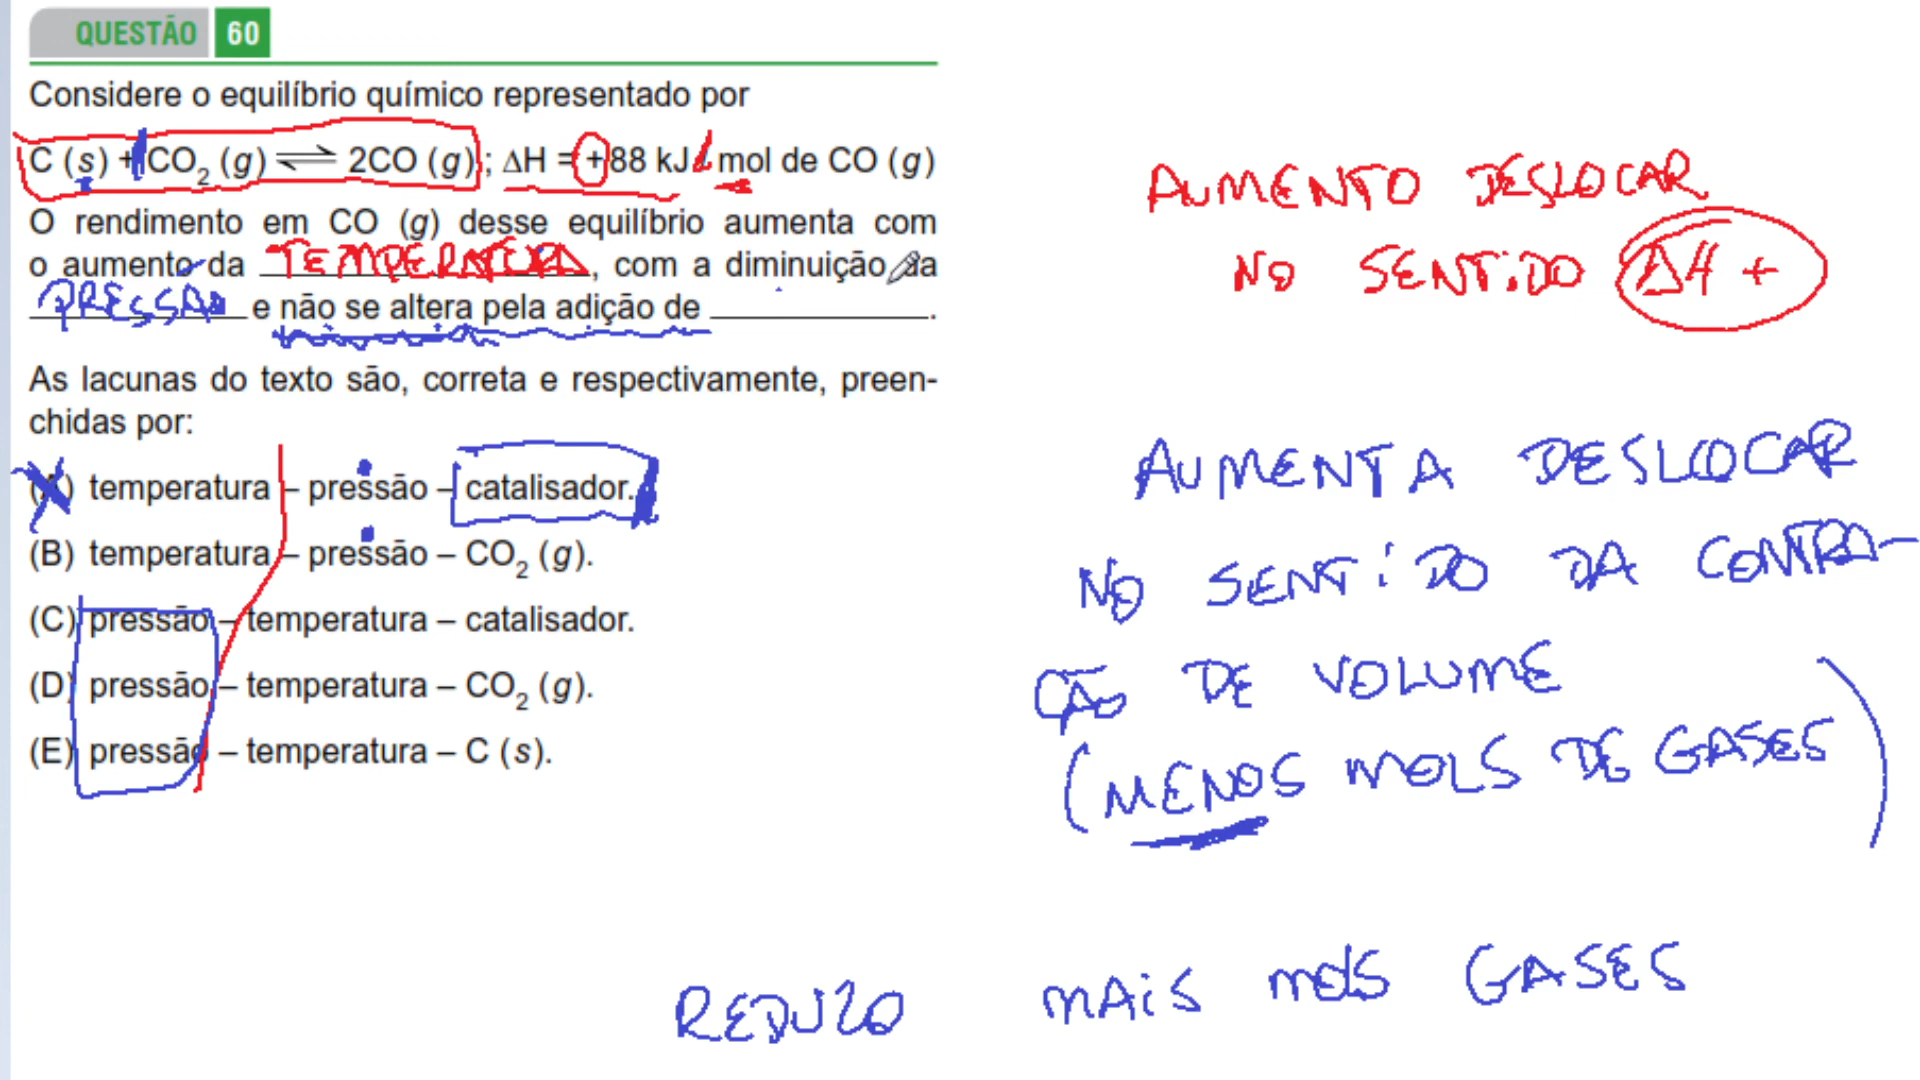 QUESTÃO 60
Considere o equilíbrio químico representado por
C (s) + CO₂ (g) ⇌ 2CO (g) ; ΔH = +88 kJ/mol de CO (g)
O rendimento em CO (g) desse equilíbrio aumenta com
o aumento da TEMPERATURA, com a diminuição da
PRESSÃO e não se altera pela adição de ____________.
As lacunas do texto são, correta e respectivamente, preen-
chidas por:
(A) temperatura – pressão – catalisador.
(B) temperatura – pressão – CO₂ (g).
(C) pressão – temperatura – catalisador.
(D) pressão – temperatura – CO₂ (g).
(E) pressão – temperatura – C (s).
AUMENTO DESLOCAR
NO SENTIDO ΔH +
AUMENTA DESLOCAR
NO SENTIDO DA CONTRA-
ÇÃO DE VOLUME
(MENOS MOLS DE GASES)
REDUZO MAIS MOLS GASES